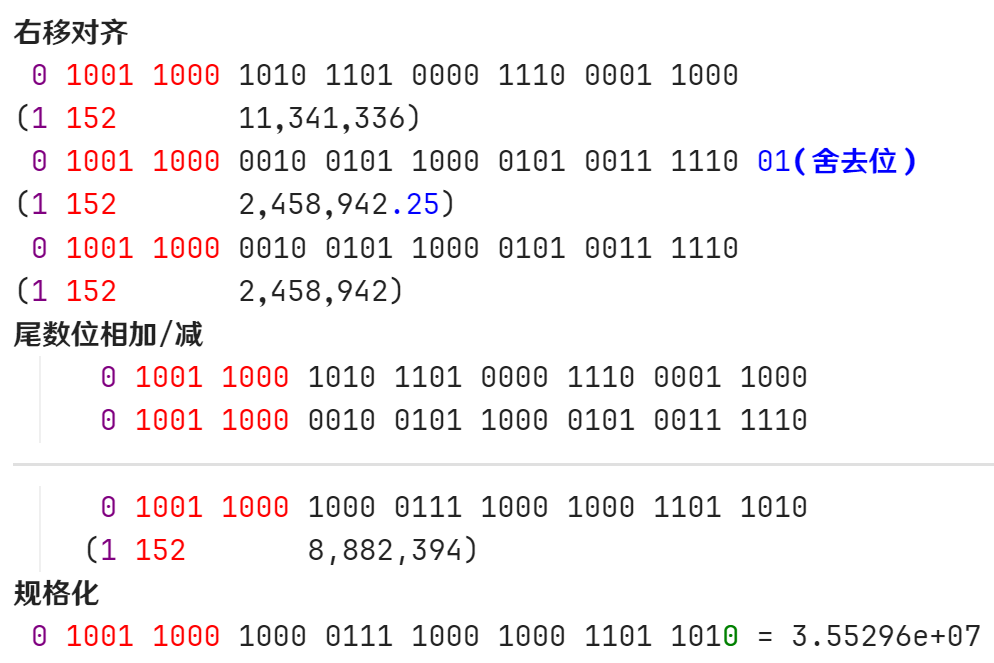 右移对齐
0 1001 1000 1010 1101 0000 1110 0001 1000
(1 152 11,341,336)
0 1001 1000 0010 0101 1000 0101 0011 1110 01(舍去位)
(1 152 2,458,942.25)
0 1001 1000 0010 0101 1000 0101 0011 1110
(1 152 2,458,942)
尾数位相加/减
0 1001 1000 1010 1101 0000 1110 0001 1000
0 1001 1000 0010 0101 1000 0101 0011 1110
0 1001 1000 1000 0111 1000 1000 1101 1010
(1 152 8,882,394)
规格化
0 1001 1000 1000 0111 1000 1000 1101 1010 = 3.55296e+07